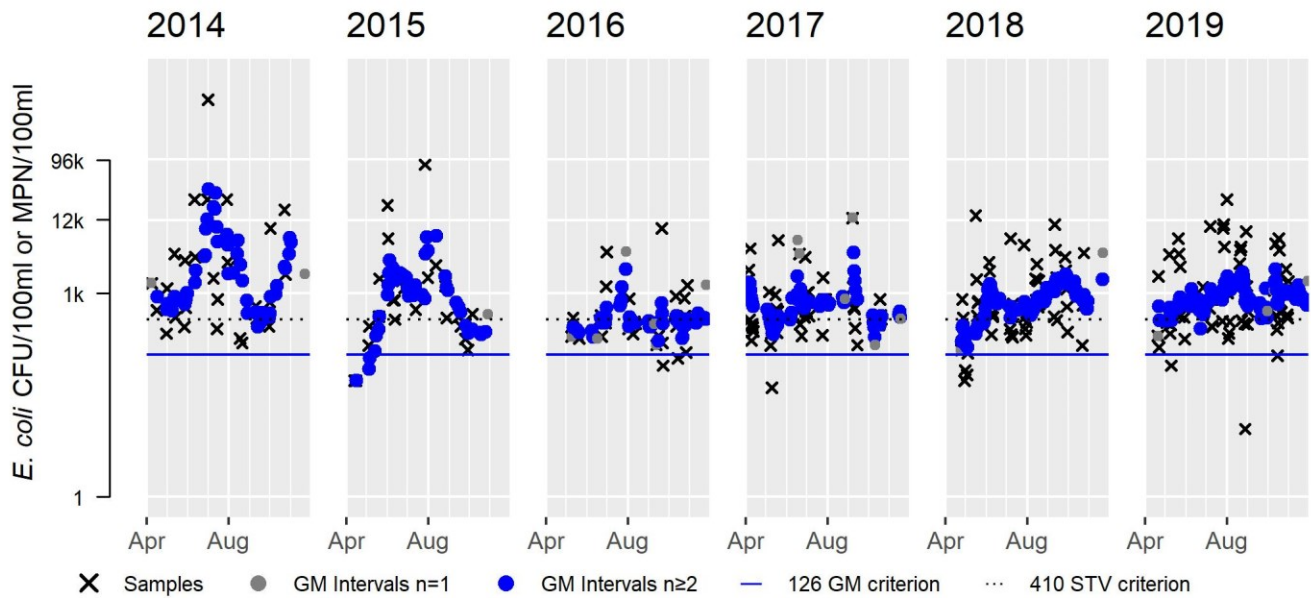 2014 2015 2016 2017 2018 2019
E. coli CFU/100ml or MPN/100ml
96k
12k
1k
1
Apr Aug Apr Aug Apr Aug Apr Aug Apr Aug Apr Aug
Samples GM Intervals n=1 GM Intervals n≥2 126 GM criterion 410 STV criterion